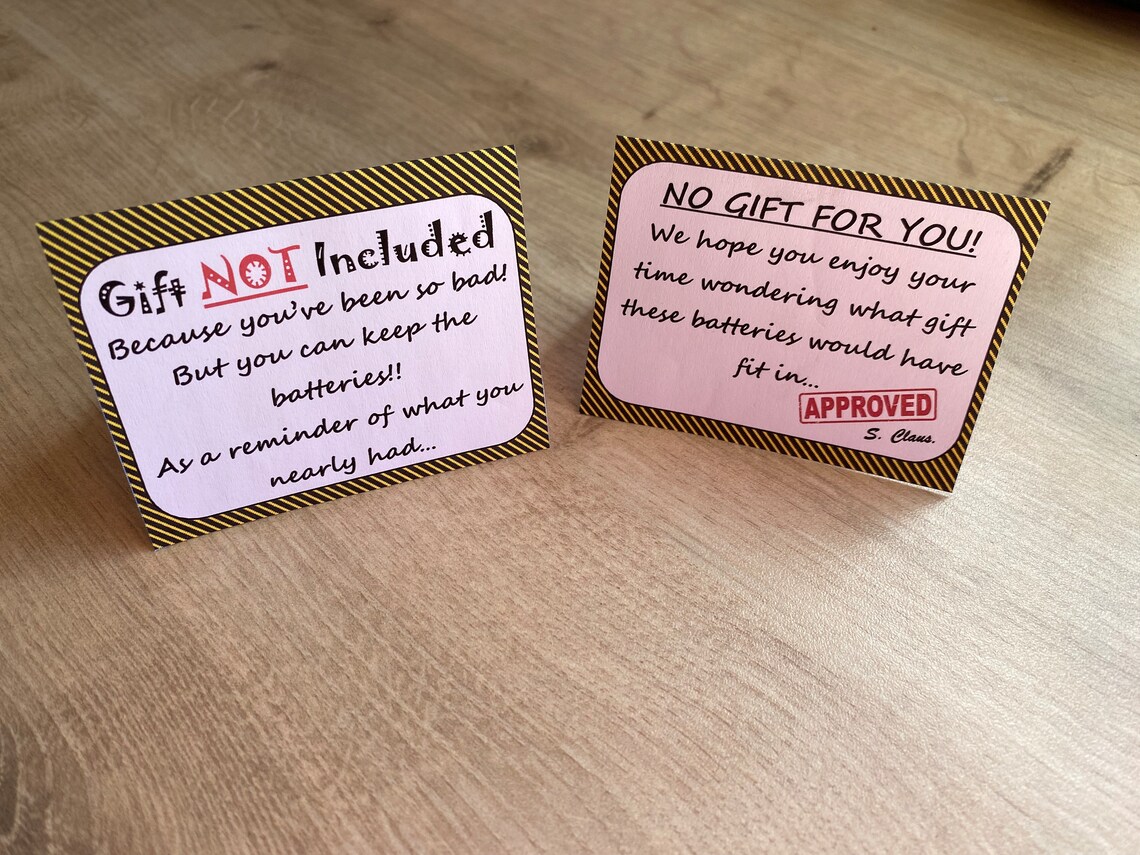 Gift NOT Included
Because you've been so bad!
But you can keep the
batteries!!
As a reminder of what you
nearly had...
NO GIFT FOR YOU!
We hope you enjoy your
time wondering what gift
these batteries would have
fit in...
APPROVED
S. Claus.